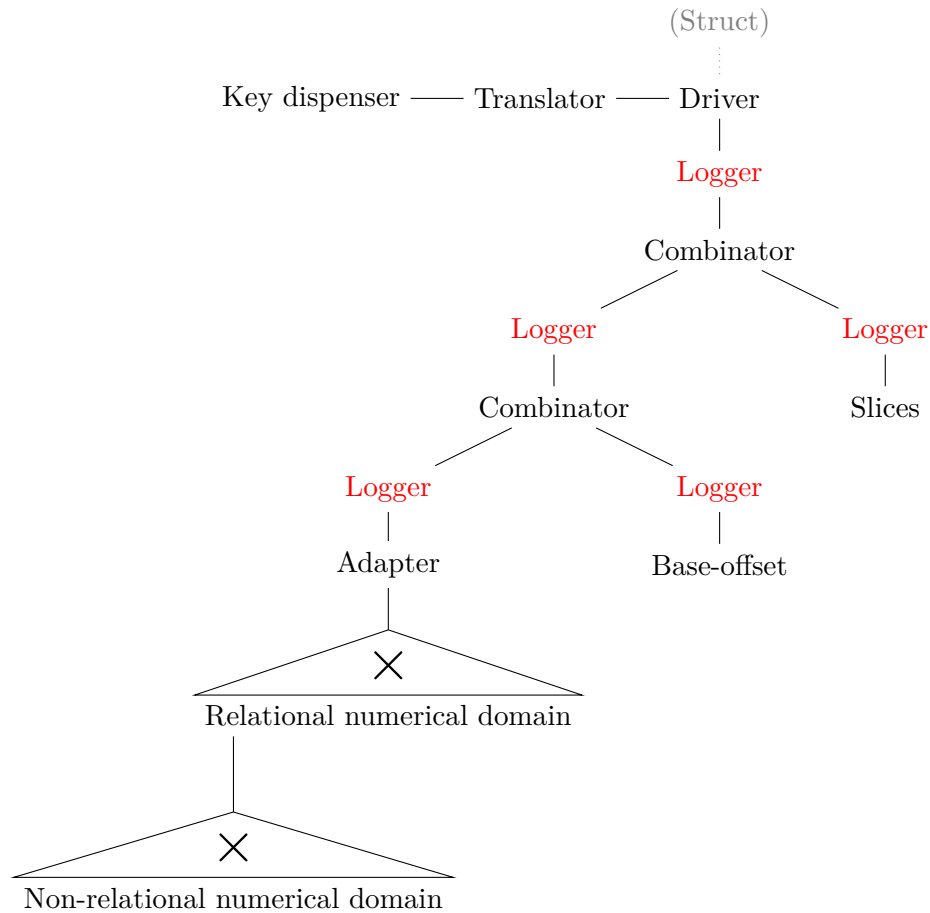 (Struct)
Key dispenser Translator Driver
Logger
Combinator
Logger Logger
Combinator Slices
Logger Logger
Adapter Base-offset
Relational numerical domain
Non-relational numerical domain